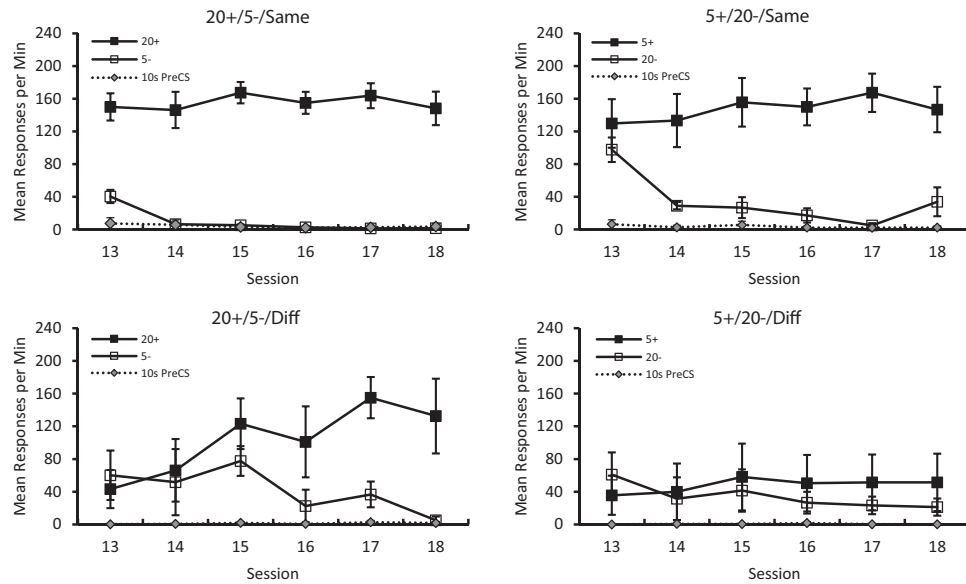 20+/5-/Same
Mean Responses per Min
240
200
160
120
80
40
0
20+
5-
10s PreCS
13 14 15 16 17 18
Session
5+/20-/Same
Mean Responses per Min
240
200
160
120
80
40
0
5+
20-
10s PreCS
13 14 15 16 17 18
Session
20+/5-/Diff
Mean Responses per Min
240
200
160
120
80
40
0
20+
5-
10s PreCS
13 14 15 16 17 18
Session
5+/20-/Diff
Mean Responses per Min
240
200
160
120
80
40
0
5+
20-
10s PreCS
13 14 15 16 17 18
Session